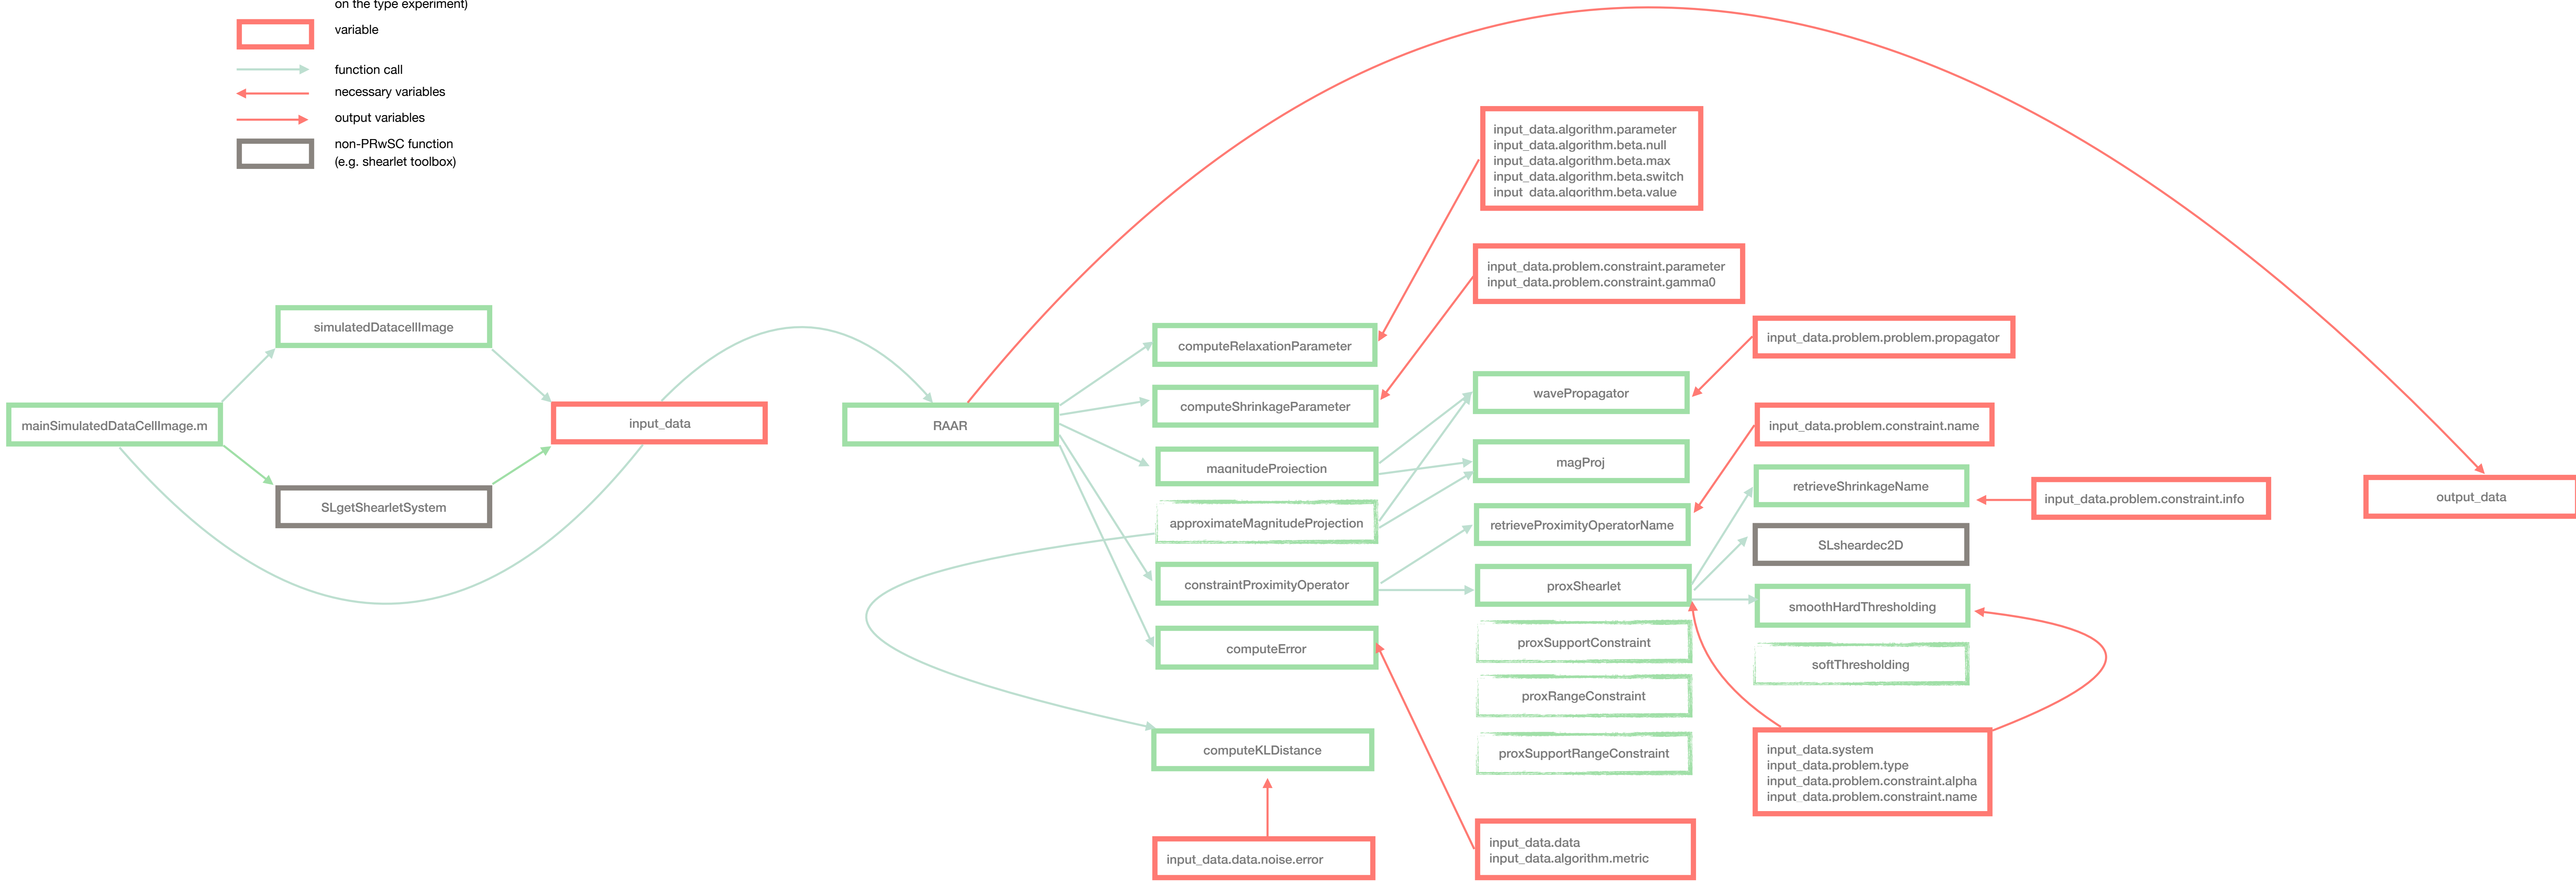 on the type experiment)
variable
function call
necessary variables
output variables
non-PRwSC function
(e.g. shearlet toolbox)
mainSimulatedDataCellImage.m
simulatedDatacellImage
SLgetShearletSystem
input_data
RAAR
computeRelaxationParameter
computeShrinkageParameter
magnitudeProjection
approximateMagnitudeProjection
constraintProximityOperator
computeError
computeKLDistance
input_data.data.noise.error
input_data.algorithm.parameter
input_data.algorithm.beta.null
input_data.algorithm.beta.max
input_data.algorithm.beta.switch
input_data.algorithm.beta.value
input_data.problem.constraint.parameter
input_data.problem.constraint.gamma0
wavePropagator
magProj
retrieveProximityOperatorName
proxShearlet
proxSupportConstraint
proxRangeConstraint
proxSupportRangeConstraint
input_data.data
input_data.algorithm.metric
input_data.problem.problem.propagator
input_data.problem.constraint.name
retrieveShrinkageName
SLsheardec2D
smoothHardThresholding
softThresholding
input_data.system
input_data.problem.type
input_data.problem.constraint.alpha
input_data.problem.constraint.name
input_data.problem.constraint.info
output_data